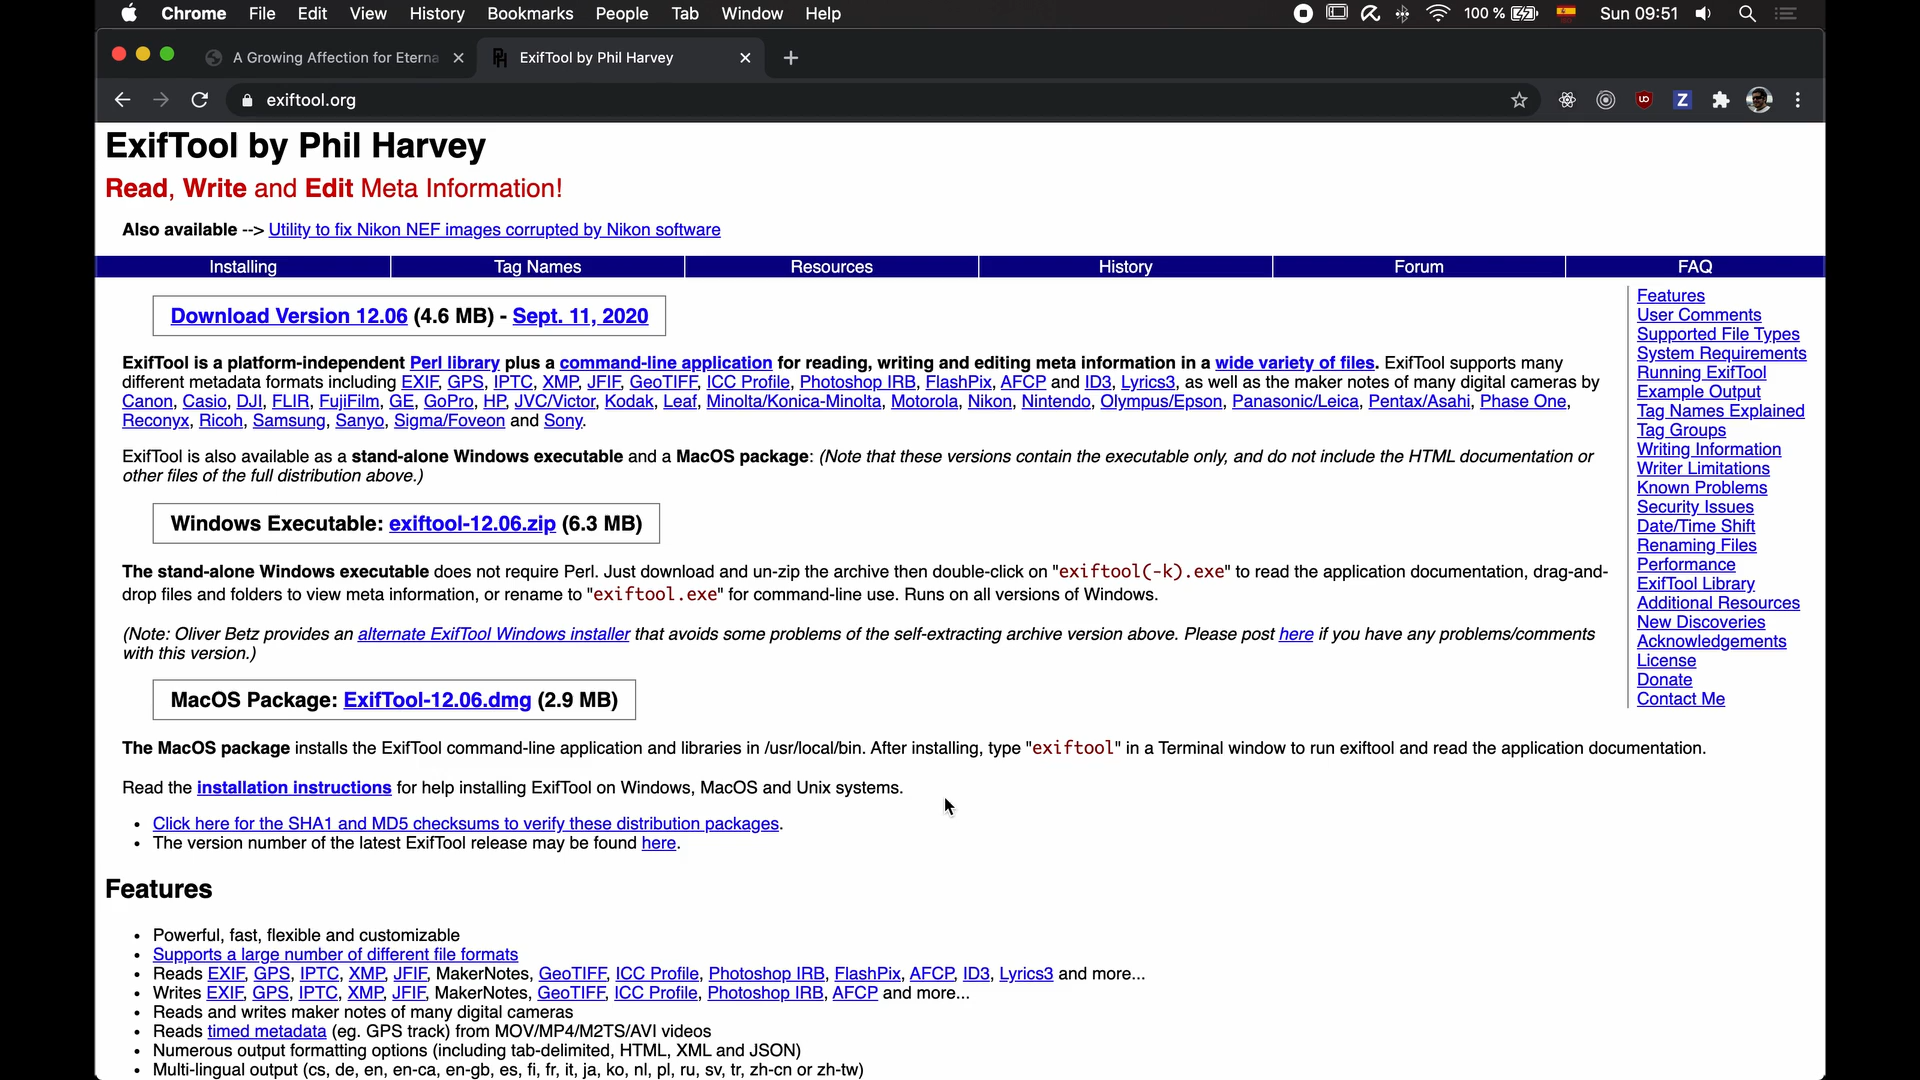 Chrome File Edit View History Bookmarks People Tab Window Help 100 % Sun 09:51
A Growing Affection for Eterna ExifTool by Phil Harvey
exiftool.org
ExifTool by Phil Harvey
Read, Write and Edit Meta Information!
Also available --> Utility to fix Nikon NEF images corrupted by Nikon software
Installing Tag Names Resources History Forum FAQ
Download Version 12.06 (4.6 MB) - Sept. 11, 2020
ExifTool is a platform-independent Perl library plus a command-line application for reading, writing and editing meta information in a wide variety of files. ExifTool supports many
different metadata formats including EXIF, GPS, IPTC, XMP, JFIF, GeoTIFF, ICC Profile, Photoshop IRB, FlashPix, AFCP and ID3, Lyrics3, as well as the maker notes of many digital cameras by
Canon, Casio, DJI, FLIR, FujiFilm, GE, GoPro, HP, JVC/Victor, Kodak, Leaf, Minolta/Konica-Minolta, Motorola, Nikon, Nintendo, Olympus/Epson, Panasonic/Leica, Pentax/Asahi, Phase One,
Reconyx, Ricoh, Samsung, Sanyo, Sigma/Foveon and Sony.
ExifTool is also available as a stand-alone Windows executable and a MacOS package: (Note that these versions contain the executable only, and do not include the HTML documentation or
other files of the full distribution above.)
Windows Executable: exiftool-12.06.zip (6.3 MB)
The stand-alone Windows executable does not require Perl. Just download and un-zip the archive then double-click on "exiftool(-k).exe" to read the application documentation, drag-and-
drop files and folders to view meta information, or rename to "exiftool.exe" for command-line use. Runs on all versions of Windows.
(Note: Oliver Betz provides an alternate ExifTool Windows installer that avoids some problems of the self-extracting archive version above. Please post here if you have any problems/comments
with this version.)
MacOS Package: ExifTool-12.06.dmg (2.9 MB)
The MacOS package installs the ExifTool command-line application and libraries in /usr/local/bin. After installing, type "exiftool" in a Terminal window to run exiftool and read the application documentation.
Read the installation instructions for help installing ExifTool on Windows, MacOS and Unix systems.
• Click here for the SHA1 and MD5 checksums to verify these distribution packages.
• The version number of the latest ExifTool release may be found here.
Features
• Powerful, fast, flexible and customizable
• Supports a large number of different file formats
• Reads EXIF, GPS, IPTC, XMP, JFIF, MakerNotes, GeoTIFF, ICC Profile, Photoshop IRB, FlashPix, AFCP, ID3, Lyrics3 and more...
• Writes EXIF, GPS, IPTC, XMP, JFIF, MakerNotes, GeoTIFF, ICC Profile, Photoshop IRB, AFCP and more...
• Reads and writes maker notes of many digital cameras
• Reads timed metadata (eg. GPS track) from MOV/MP4/M2TS/AVI videos
• Numerous output formatting options (including tab-delimited, HTML, XML and JSON)
• Multi-lingual output (cs, de, en, en-ca, en-gb, es, fi, fr, it, ja, ko, nl, pl, ru, sv, tr, zh-cn or zh-tw)
Features
User Comments
Supported File Types
System Requirements
Running ExifTool
Example Output
Tag Names Explained
Tag Groups
Writing Information
Writer Limitations
Known Problems
Security Issues
Date/Time Shift
Renaming Files
Performance
ExifTool Library
Additional Resources
New Discoveries
Acknowledgements
License
Donate
Contact Me